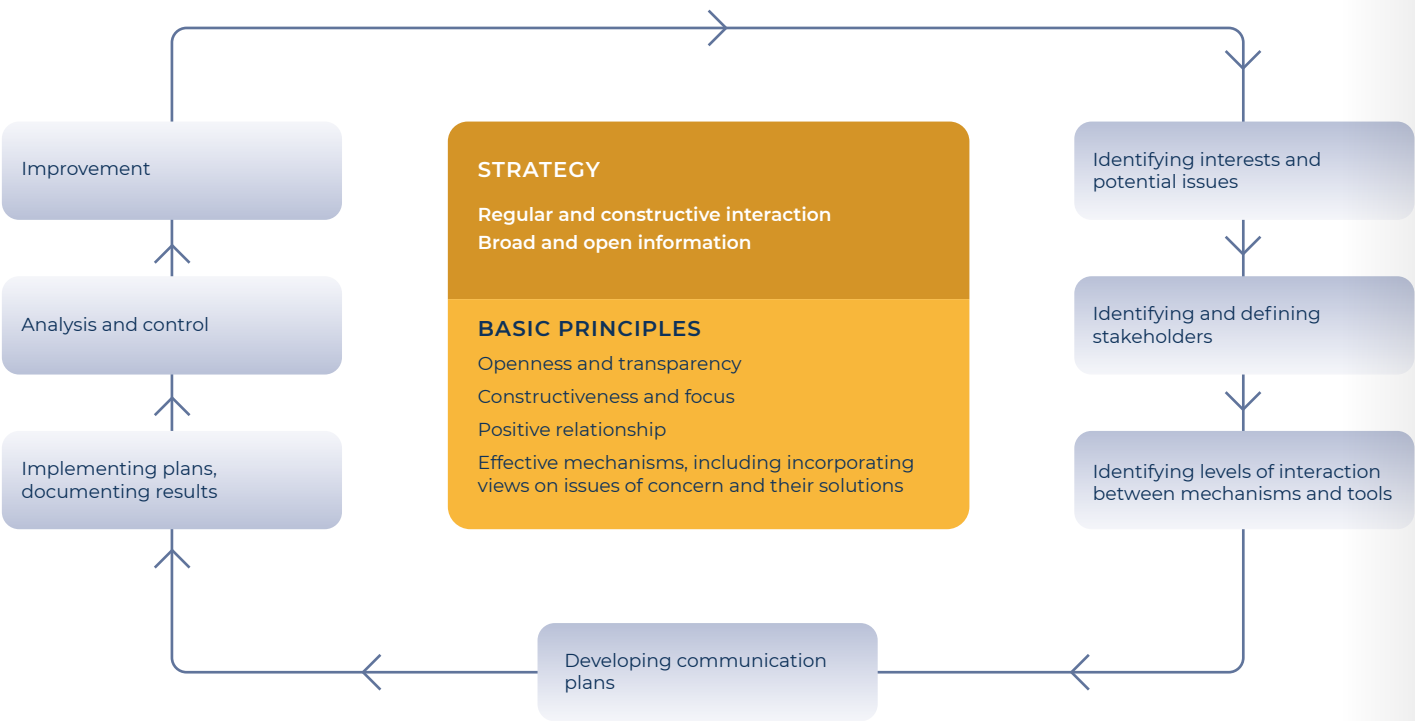 Improvement
Analysis and control
Implementing plans,
documenting results
STRATEGY
Regular and constructive interaction
Broad and open information
BASIC PRINCIPLES
Openness and transparency
Constructiveness and focus
Positive relationship
Effective mechanisms, including incorporating
views on issues of concern and their solutions
Identifying interests and
potential issues
Identifying and defining
stakeholders
Identifying levels of interaction
between mechanisms and tools
Developing communication
plans